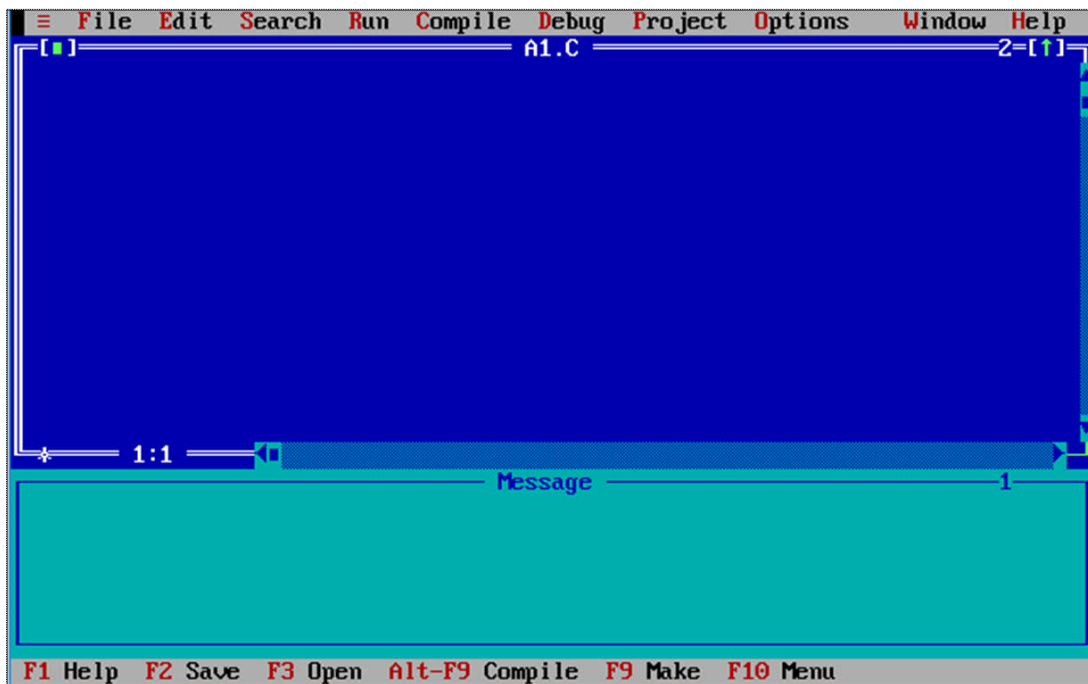 ≡ File Edit Search Run Compile Debug Project Options Window Help
[■] A1.C 2=[↑]
1:1
Message 1
F1 Help F2 Save F3 Open Alt-F9 Compile F9 Make F10 Menu